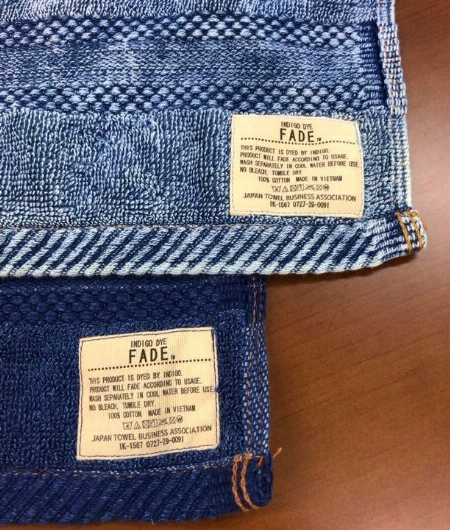 INDIGO DYE
FADE.TM
THIS PRODUCT IS DYED BY INDIGO.
PRODUCT WILL FADE ACCORDING TO USAGE.
WASH SEPARATELY IN COOL WATER BEFORE USE.
NO BLEACH, TUMBLE DRY.
100% COTTON MADE IN VIETNAM
JAPAN TOWEL BUSINESS ASSOCIATION
1K-1567 0727-29-0091
INDIGO DYE
FADE.TM
THIS PRODUCT IS DYED BY INDIGO.
PRODUCT WILL FADE ACCORDING TO USAGE.
WASH SEPARATELY IN COOL WATER BEFORE USE.
NO BLEACH, TUMBLE DRY.
100% COTTON MADE IN VIETNAM
JAPAN TOWEL BUSINESS ASSOCIATION
1K-1567 0727-29-0091